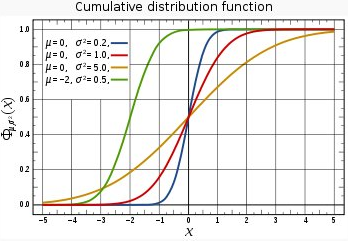 Cumulative distribution function
μ=0, σ²=0.2,
μ=0, σ²=1.0,
μ=0, σ²=5.0,
μ=−2, σ²=0.5,
Φμ,σ²(x)
1.0
0.8
0.6
0.4
0.2
0.0
−5 −4 −3 −2 −1 0 1 2 3 4 5
x